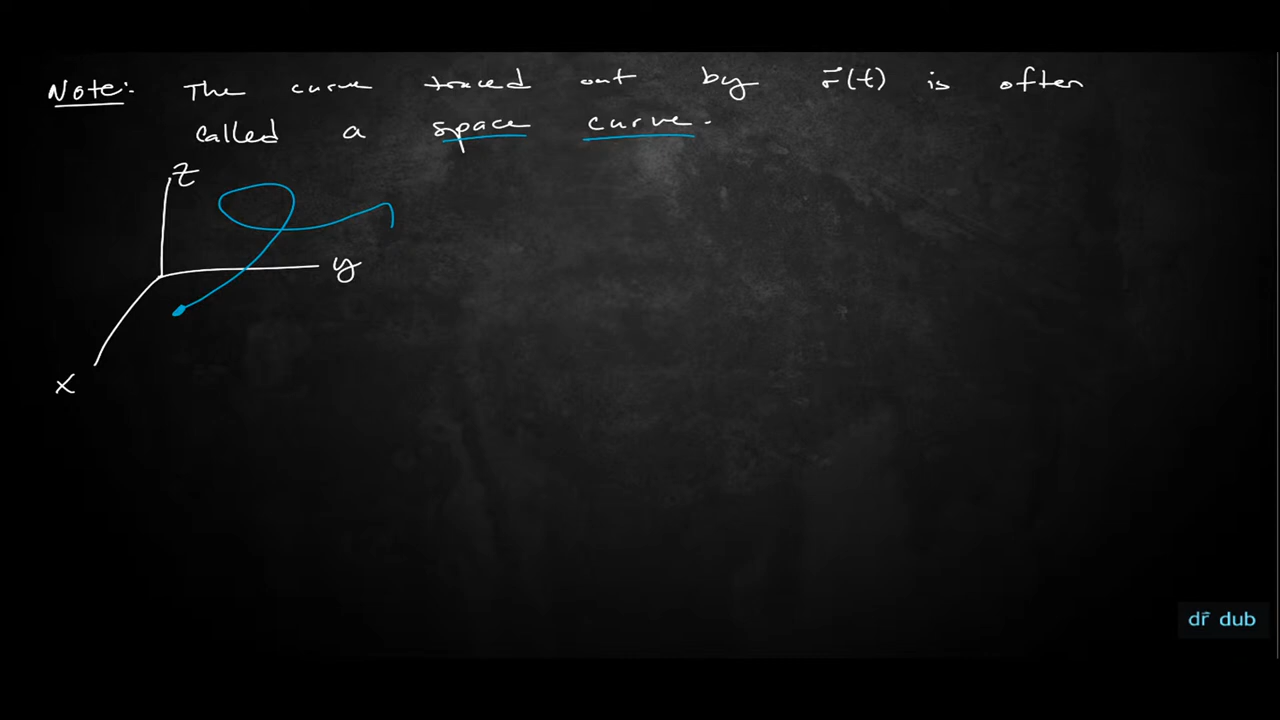 Note: The curve traced out by r⃗(t) is often
called a space curve.
z
y
x
dr⃗ dub